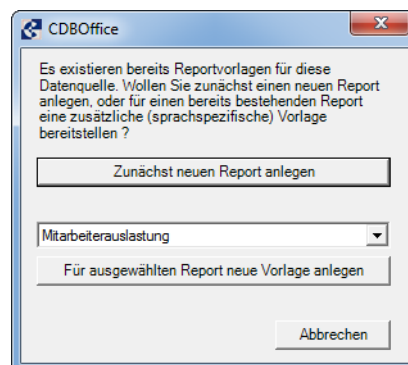 CDBOffice
Es existieren bereits Reportvorlagen für diese
Datenquelle. Wollen Sie zunächst einen neuen Report
anlegen, oder für einen bereits bestehenden Report
eine zusätzliche (sprachspezifische) Vorlage
bereitstellen ?
Zunächst neuen Report anlegen
Mitarbeiterauslastung
Für ausgewählten Report neue Vorlage anlegen
Abbrechen